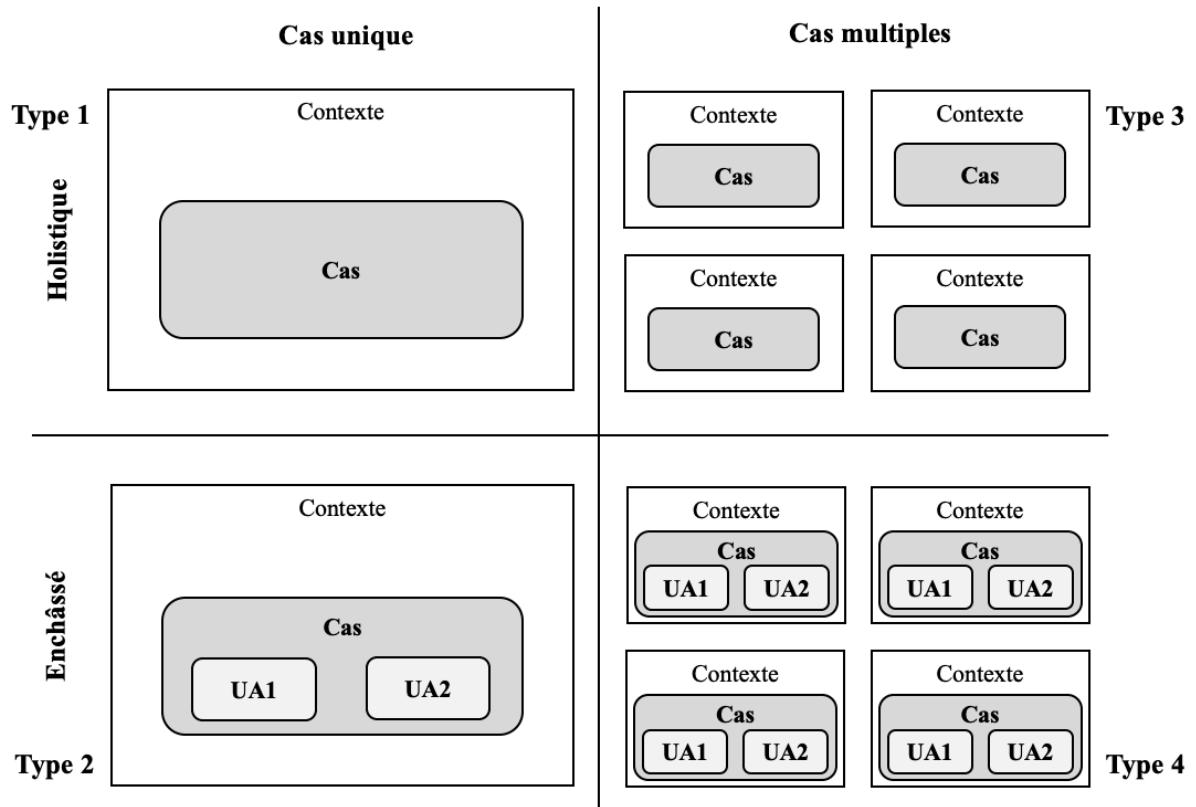 Cas unique
Cas multiples
Type 1
Holistique
Contexte
Cas
Contexte
Cas
Contexte
Cas
Type 3
Contexte
Cas
Contexte
Cas
Enchâssé
Type 2
Contexte
Cas
UA1 UA2
Contexte
Cas
UA1 UA2
Contexte
Cas
UA1 UA2
Contexte
Cas
UA1 UA2
Contexte
Cas
UA1 UA2
Type 4